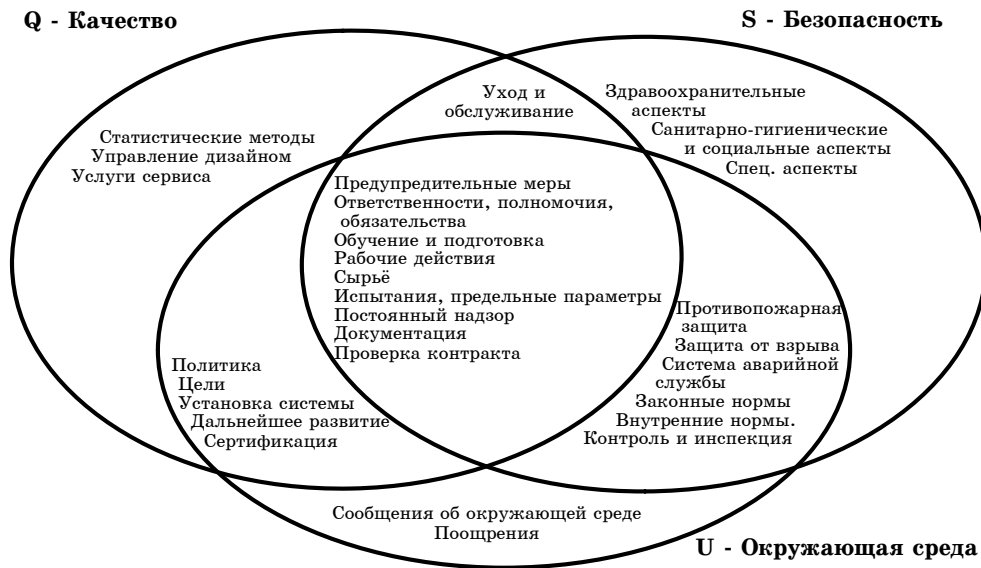 Q - Качество
S - Безопасность
Уход и
обслуживание
Здравоохранительные
аспекты
Санитарно-гигиенические
и социальные аспекты
Спец. аспекты
Статистические методы
Управление дизайном
Услуги сервиса
Предупредительные меры
Ответственности, полномочия,
обязательства
Обучение и подготовка
Рабочие действия
Сырьё
Испытания, предельные параметры
Постоянный надзор
Документация
Проверка контракта
Противопожарная
защита
Защита от взрыва
Система аварийной
службы
Законные нормы
Внутренние нормы.
Контроль и инспекция
Политика
Цели
Установка системы
Дальнейшее развитие
Сертификация
Сообщения об окружающей среде
Поощрения
U - Окружающая среда